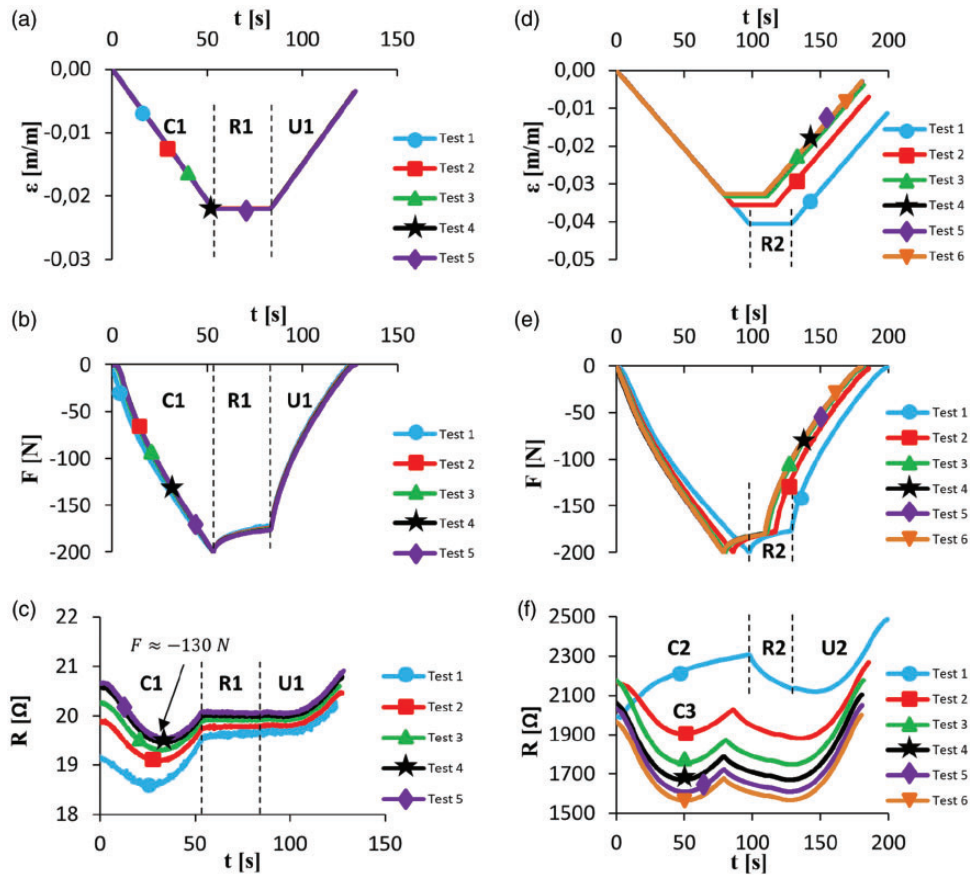 (a)
t [s]
0 50 100 150
0,00
-0,01
-0,02
-0,03
ε [m/m]
C1 R1 U1
Test 1
Test 2
Test 3
Test 4
Test 5
(d)
t [s]
0 50 100 150 200
0,00
-0,01
-0,02
-0,03
-0,04
-0,05
ε [m/m]
R2
Test 1
Test 2
Test 3
Test 4
Test 5
Test 6
(b)
t [s]
0 50 100 150
0
-50
-100
-150
-200
F [N]
C1 R1 U1
Test 1
Test 2
Test 3
Test 4
Test 5
(e)
t [s]
0 50 100 150 200
0
-50
-100
-150
-200
F [N]
R2
Test 1
Test 2
Test 3
Test 4
Test 5
Test 6
(c)
22
21
20
19
18
R [Ω]
F ≈ −130 N
C1 R1 U1
0 50 100 150
t [s]
Test 1
Test 2
Test 3
Test 4
Test 5
(f)
2500
2300
2100
1900
1700
1500
R [Ω]
C2 R2 U2
C3
0 50 100 150 200
t [s]
Test 1
Test 2
Test 3
Test 4
Test 5
Test 6